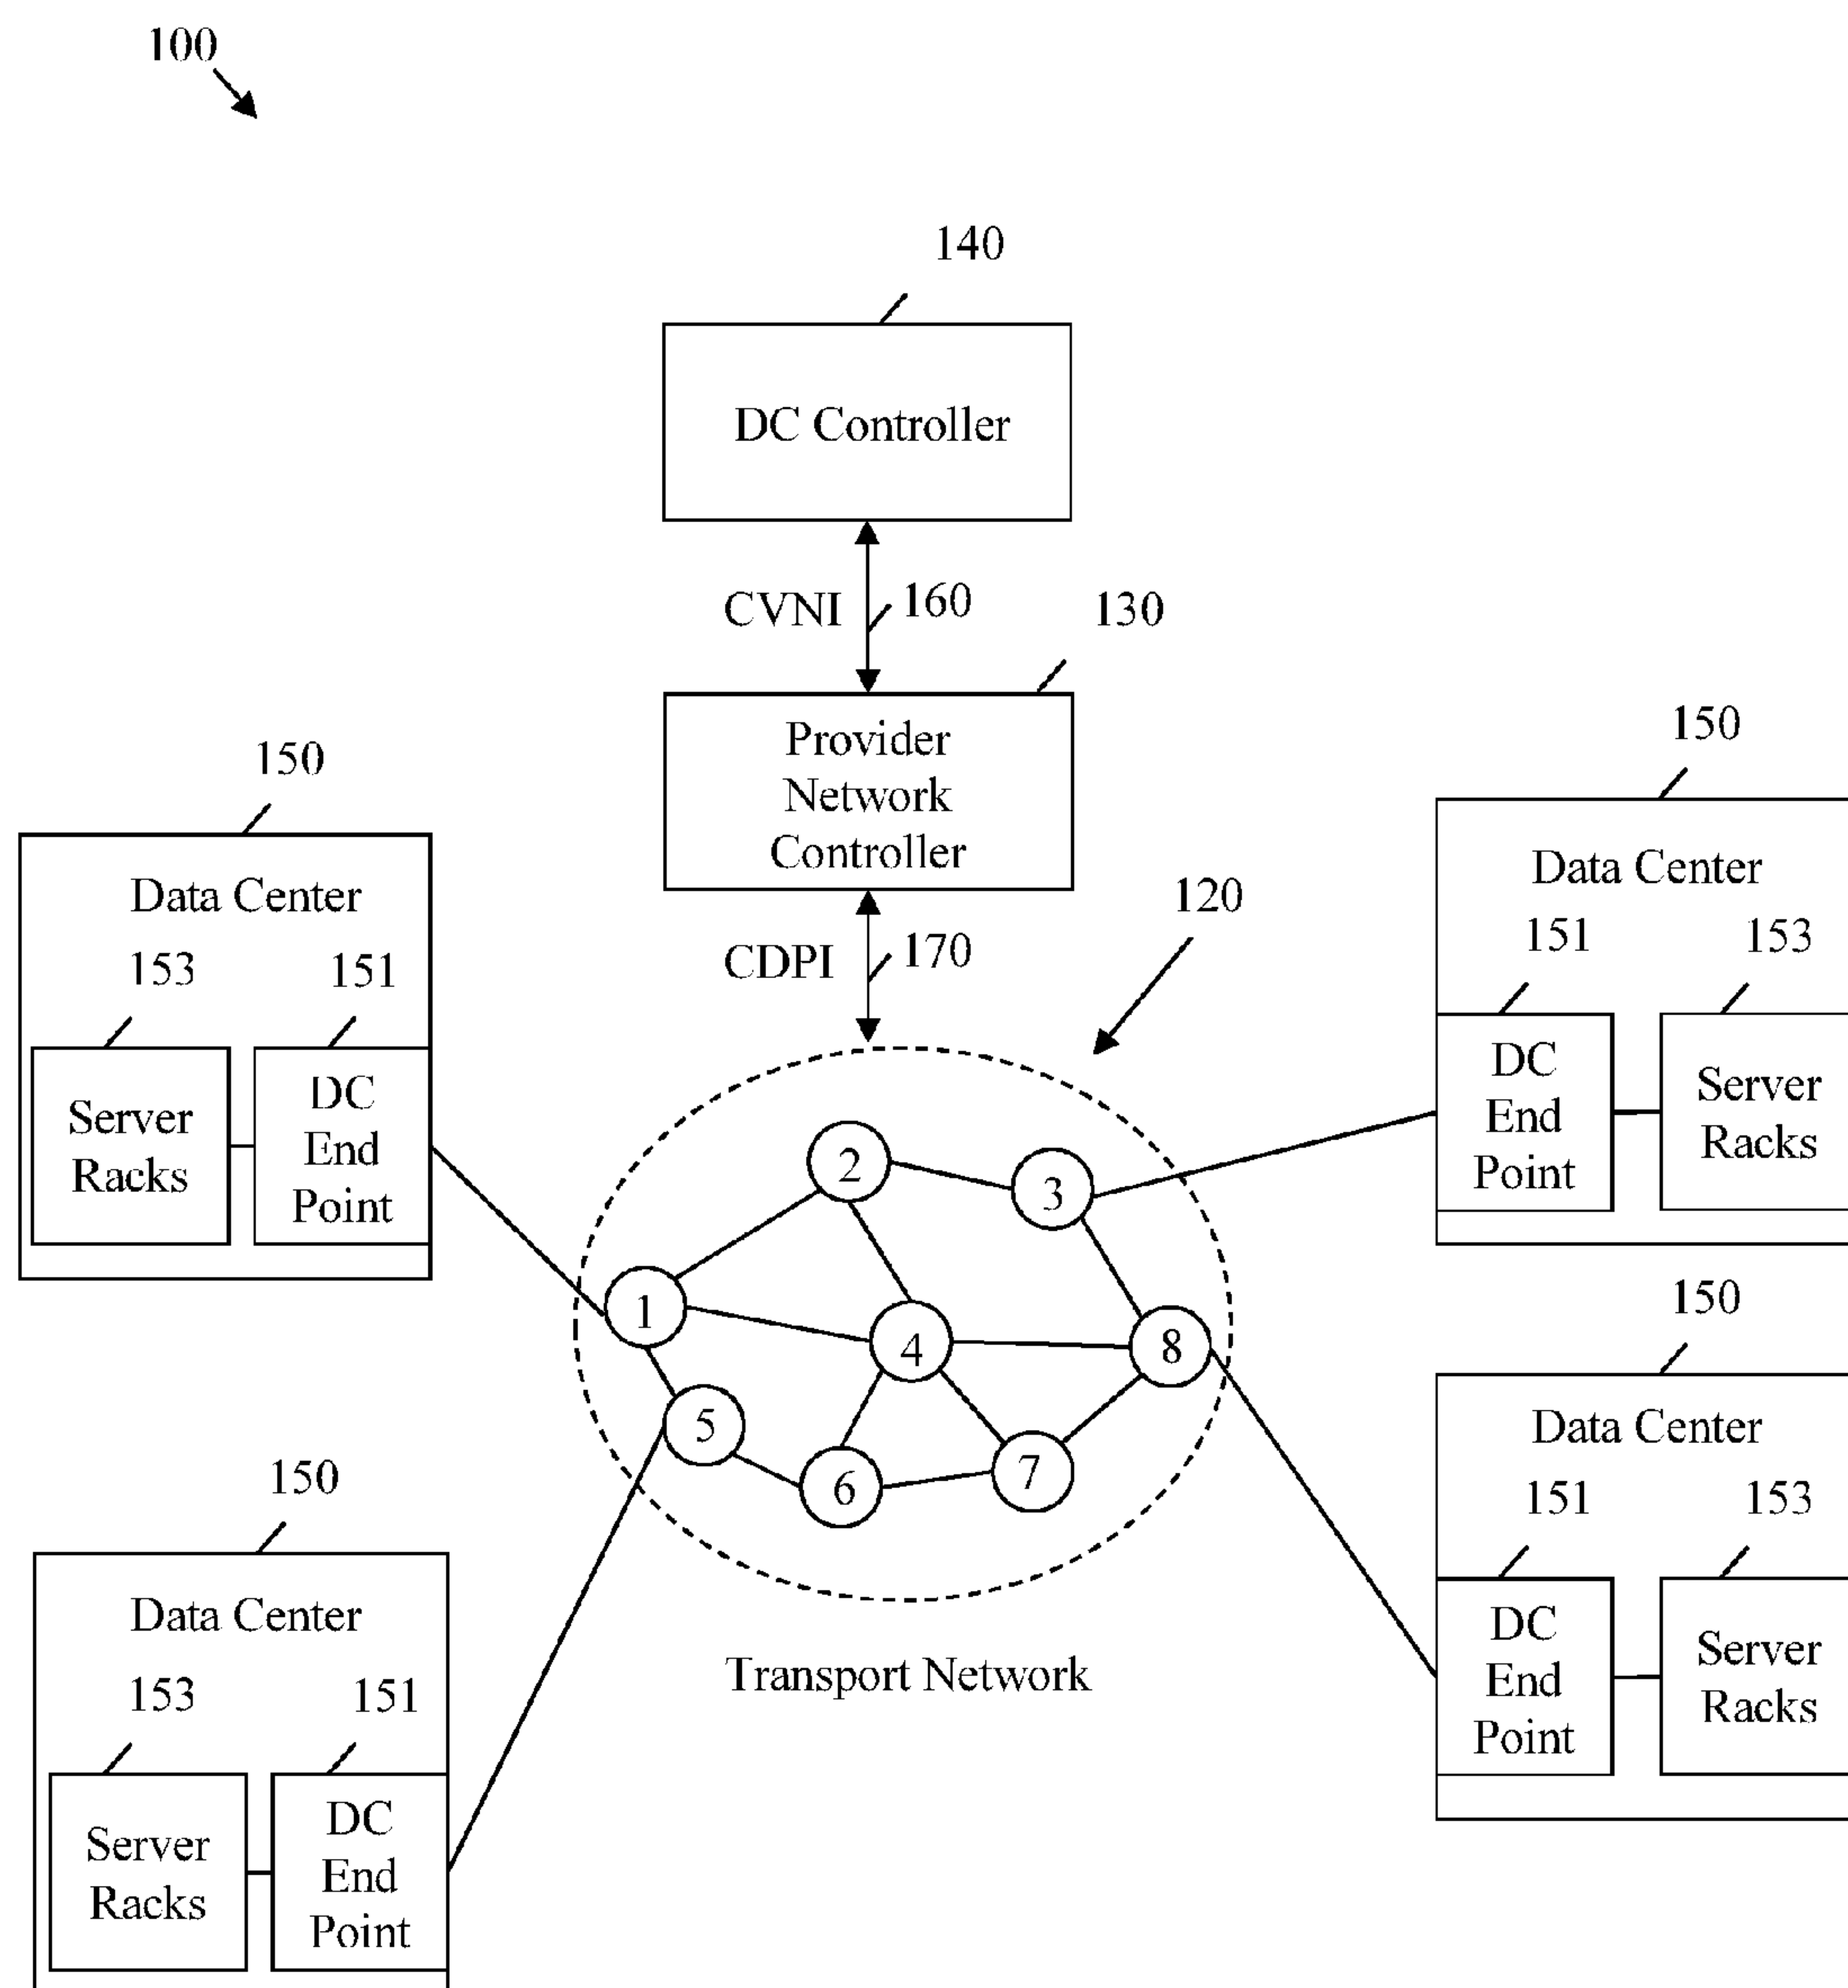 100
140
DC Controller
CVNI
160
130
Provider
Network
Controller
CDPI
170
120
150
Data Center
153
151
Server
Racks
DC
End
Point
150
Data Center
151
153
DC
End
Point
Server
Racks
2
3
1
4
8
5
6
7
Transport Network
150
Data Center
153
151
Server
Racks
DC
End
Point
150
Data Center
151
153
DC
End
Point
Server
Racks